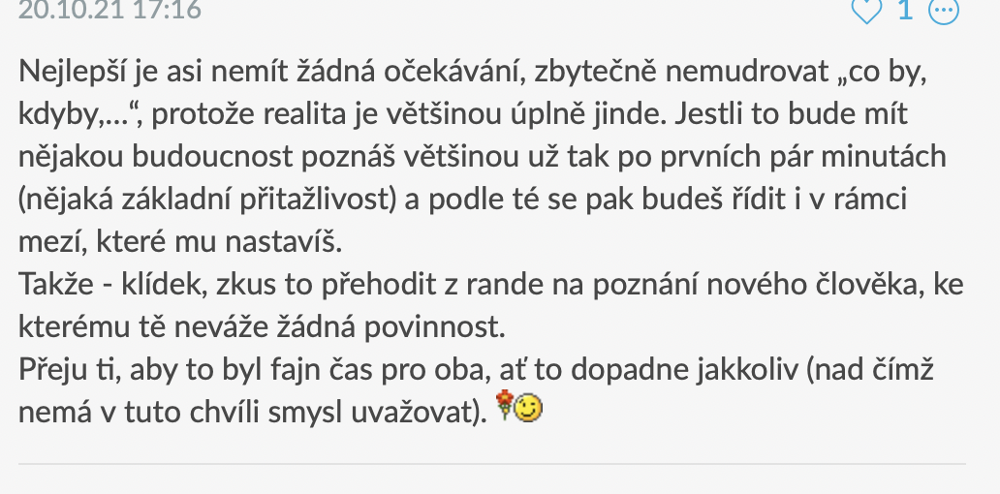 20.10.21 17:16
1
Nejlepší je asi nemít žádná očekávání, zbytečně nemudrovat „co by,
kdyby,...“, protože realita je většinou úplně jinde. Jestli to bude mít
nějakou budoucnost poznáš většinou už tak po prvních pár minutách
(nějaká základní přitažlivost) a podle té se pak budeš řídit i v rámci
mezí, které mu nastavíš.
Takže - klídek, zkus to přehodit z rande na poznání nového člověka, ke
kterému tě neváže žádná povinnost.
Přeju ti, aby to byl fajn čas pro oba, ať to dopadne jakkoliv (nad čímž
nemá v tuto chvíli smysl uvažovat).